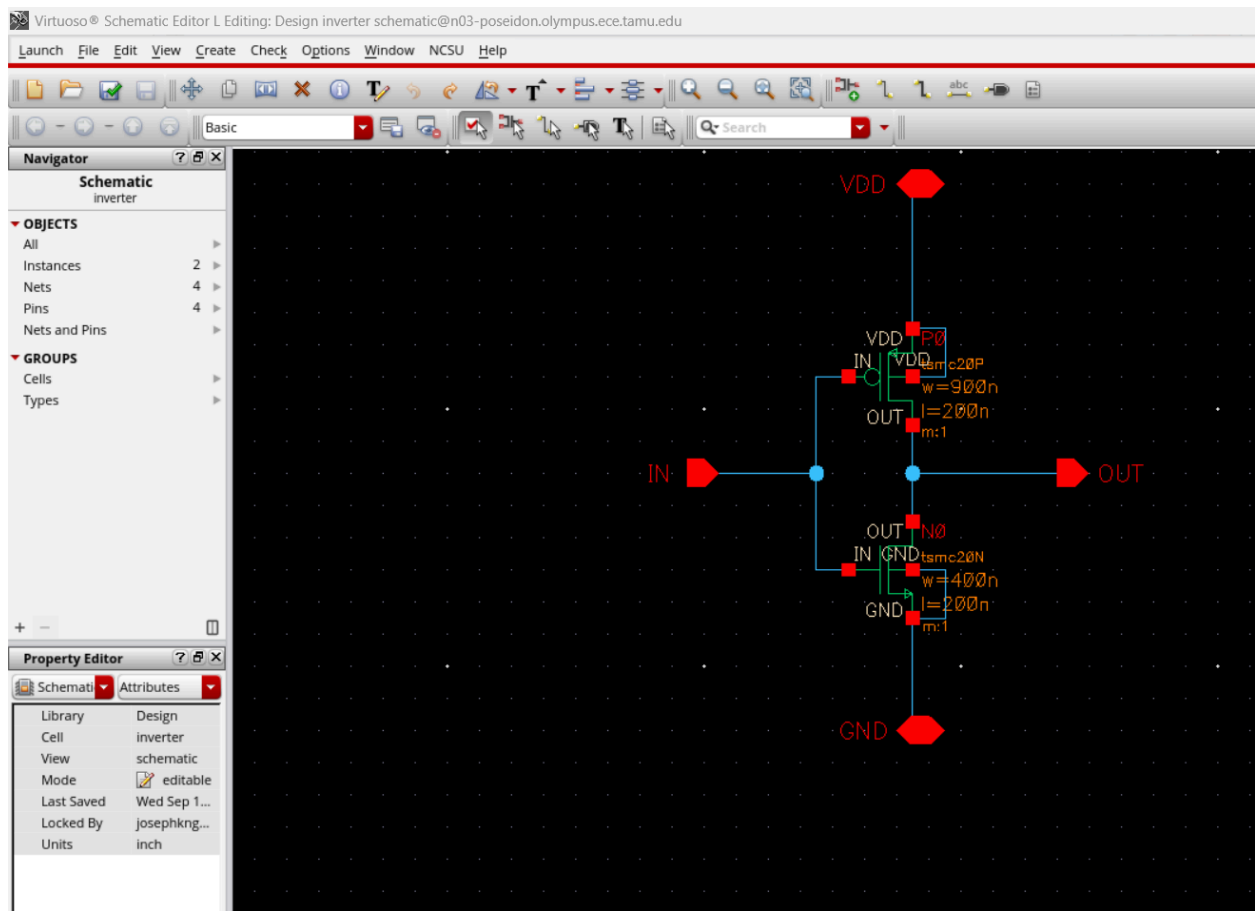 Virtuoso® Schematic Editor L Editing: Design inverter schematic@n03-poseidon.olympus.ece.tamu.edu
Launch File Edit View Create Check Options Window NCSU Help
T T abc
Basic T Search
Navigator ? X
Schematic
inverter
OBJECTS
All
Instances 2
Nets 4
Pins 4
Nets and Pins
GROUPS
Cells
Types
+ −
Property Editor ? X
Schemati Attributes
Library Design
Cell inverter
View schematic
Mode editable
Last Saved Wed Sep 1...
Locked By josephkng...
Units inch
VDD
VDD P0
IN VDD tsmc20P
w=900n
OUT l=200n
m:1
IN OUT
OUT N0
IN GND tsmc20N
w=400n
GND l=200n
m:1
GND